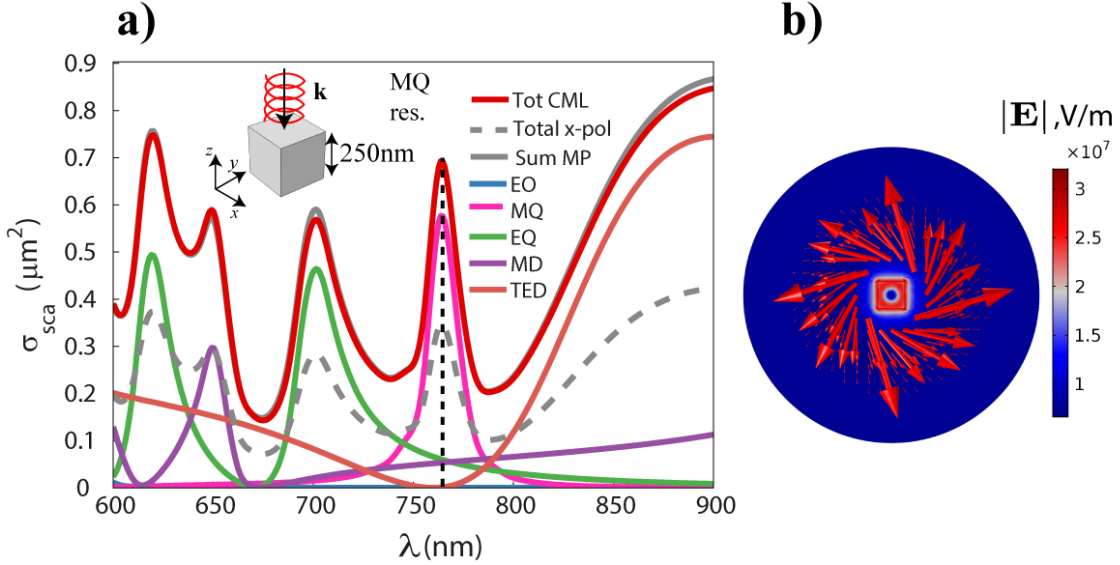 a)
0.9
0.8
0.7
0.6
0.5
0.4
0.3
0.2
0.1
0
σsca (μm²)
600
650
700
750
800
850
900
λ(nm)
k
MQ
res.
250nm
z
y
x
Tot CML
Total x-pol
Sum MP
EO
MQ
EQ
MD
TED
b)
|E| ,V/m
×10⁷
3
2.5
2
1.5
1